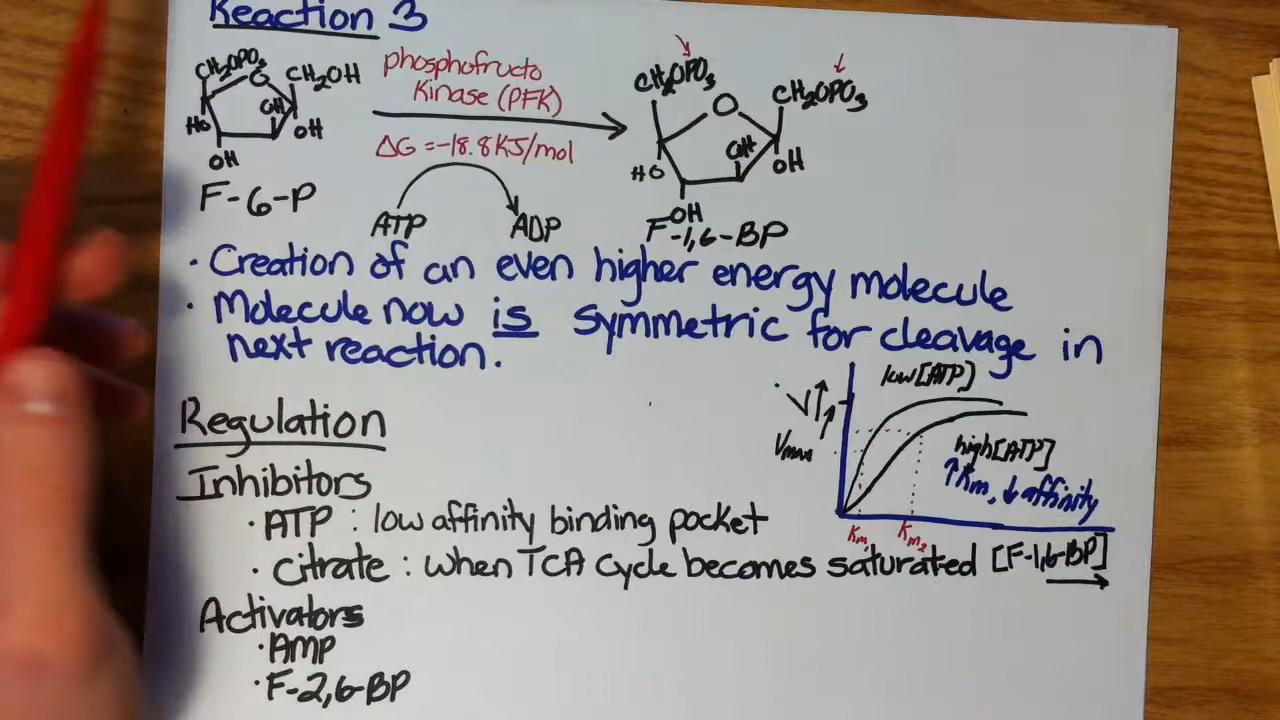 Reaction 3
CH₂OPO₃
O
CH₂OH
OH
HO
OH
OH
F-6-P
phosphofructo
Kinase (PFK)
ΔG = -18.8KJ/mol
ATP
ADP
CH₂OPO₃
O
CH₂OPO₃
OH
HO
OH
OH
F-1,6-BP
· Creation of an even higher energy molecule
· Molecule now is symmetric for cleavage in
next reaction.
Regulation
Inhibitors
· ATP : low affinity binding pocket
· citrate : when TCA cycle becomes saturated
Activators
· AMP
· F-2,6-BP
low [ATP]
V↑
Vmax
high [ATP]
↑Km, ↓ affinity
Km₁
Km₂
[F-1,6-BP]